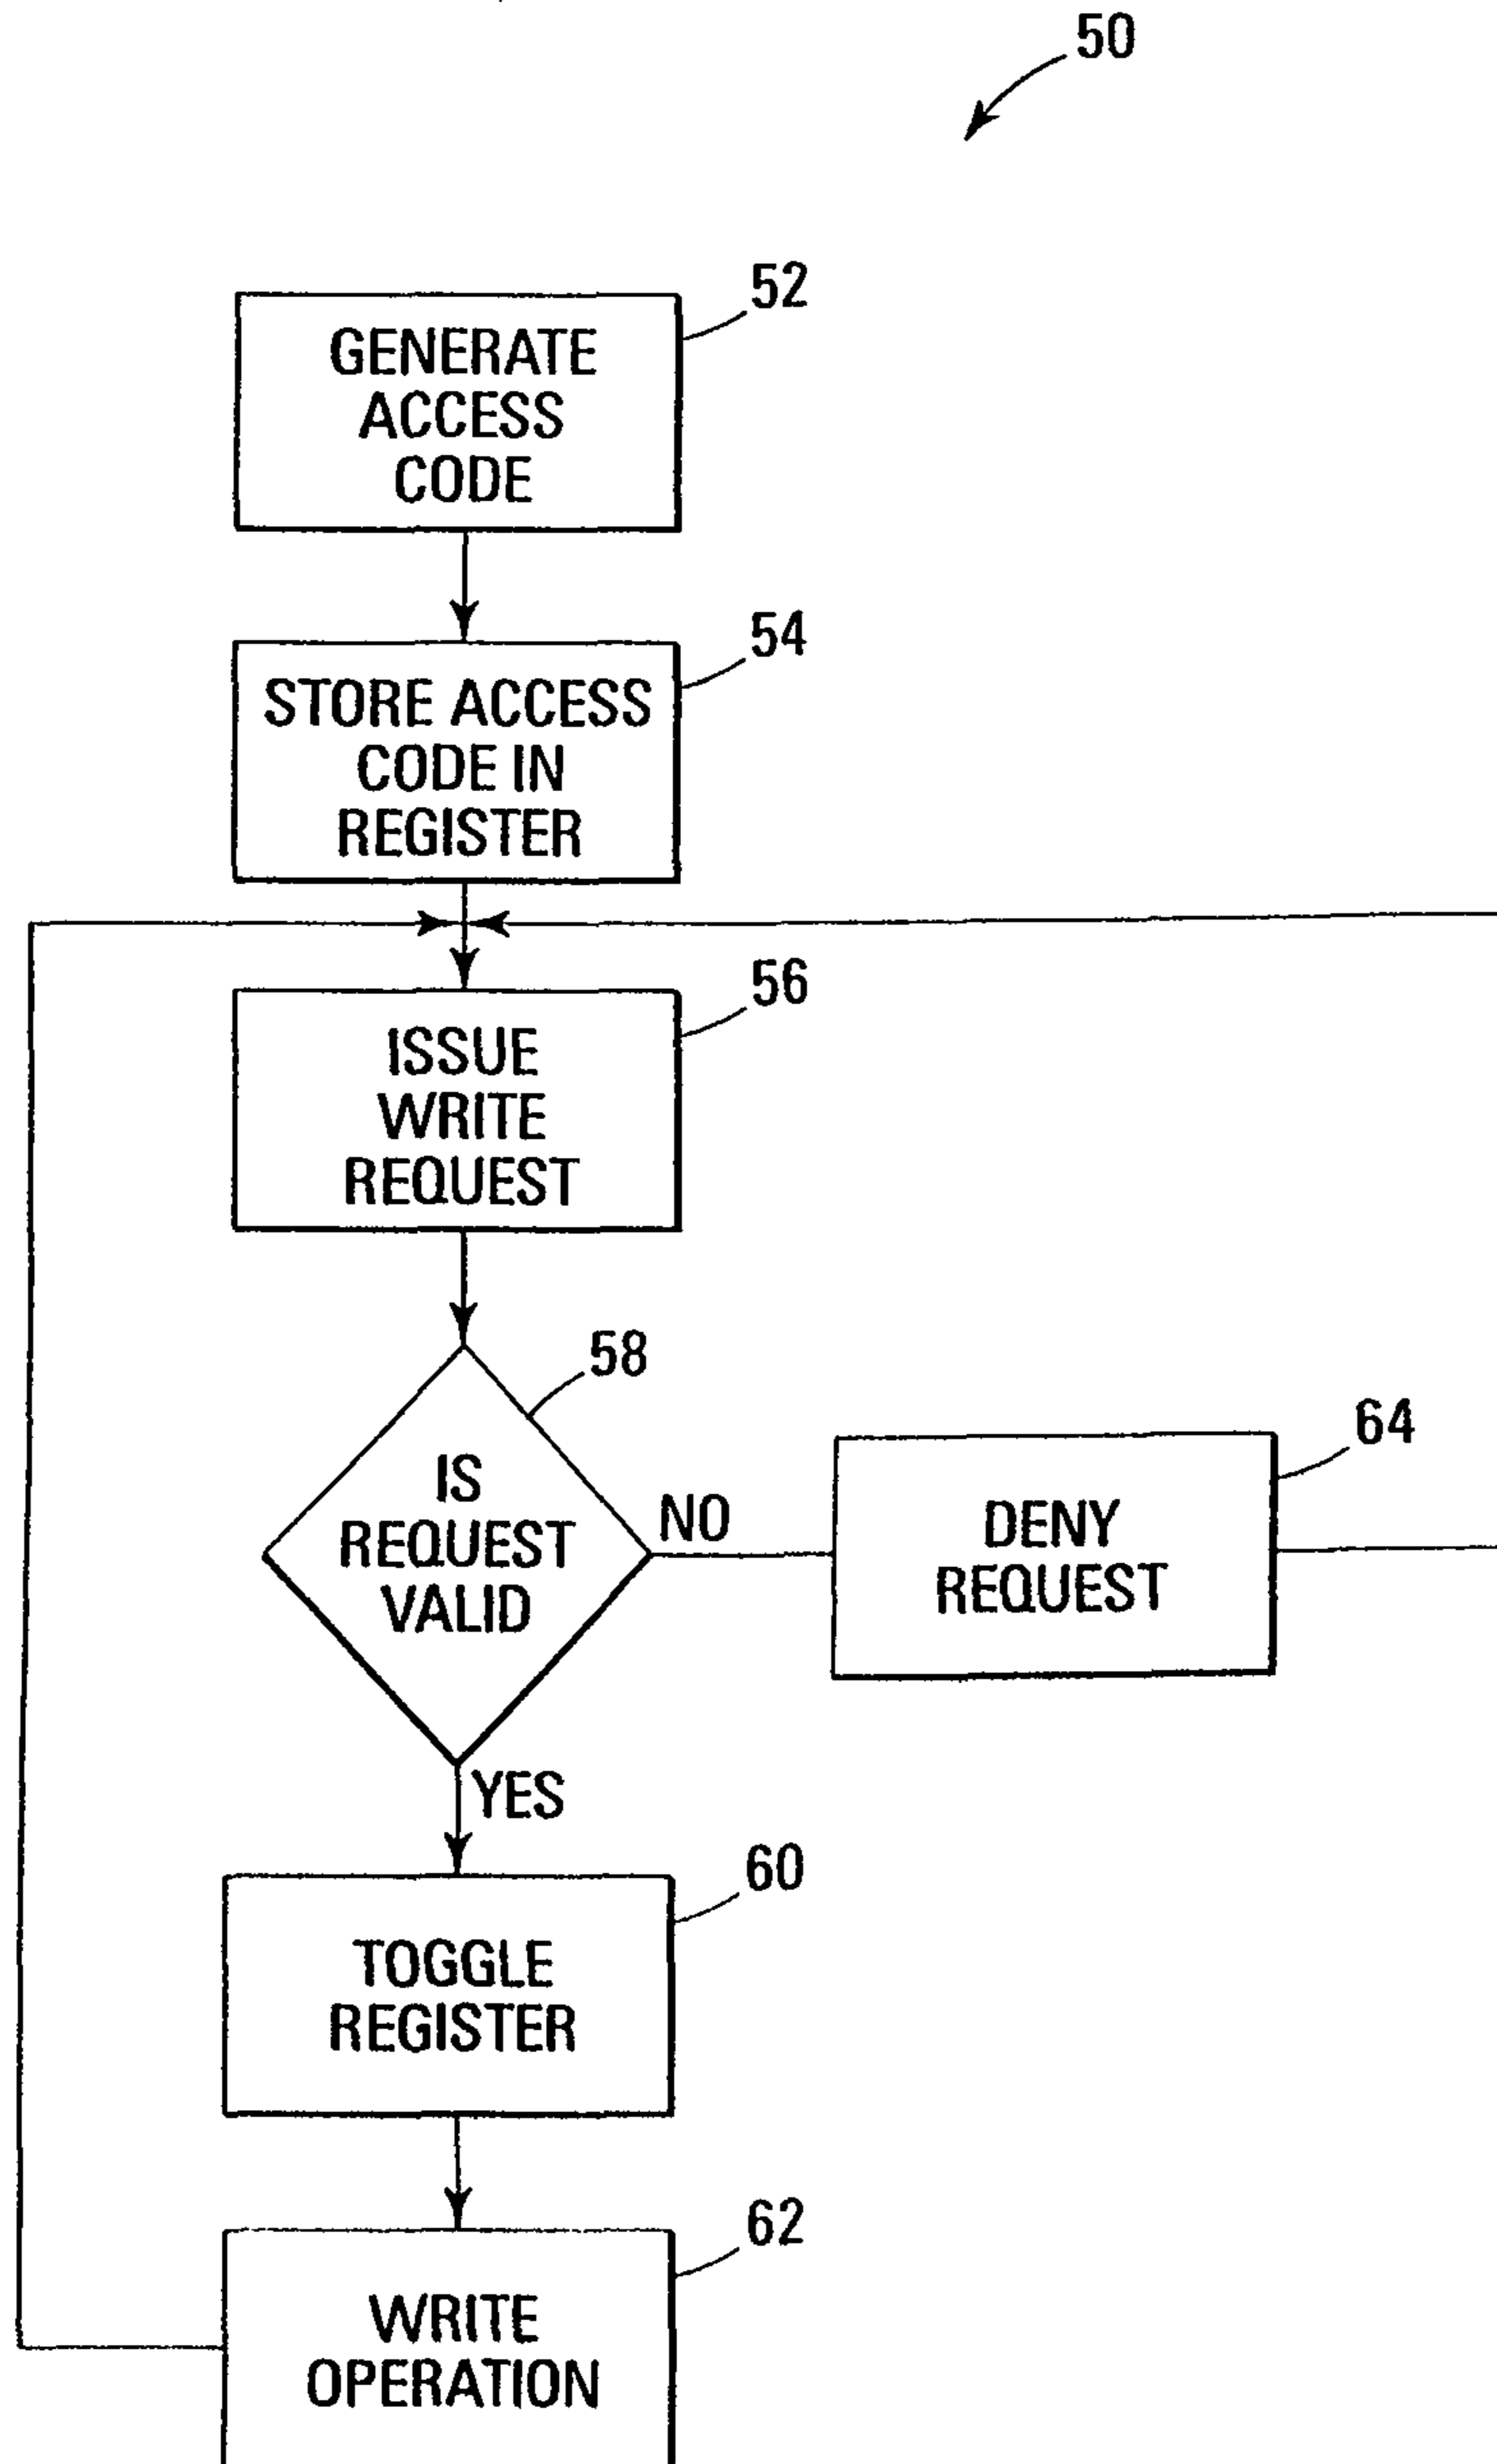 50
52
GENERATE
ACCESS
CODE
54
STORE ACCESS
CODE IN
REGISTER
56
ISSUE
WRITE
REQUEST
58
IS
REQUEST
VALID
NO
64
DENY
REQUEST
YES
60
TOGGLE
REGISTER
62
WRITE
OPERATION